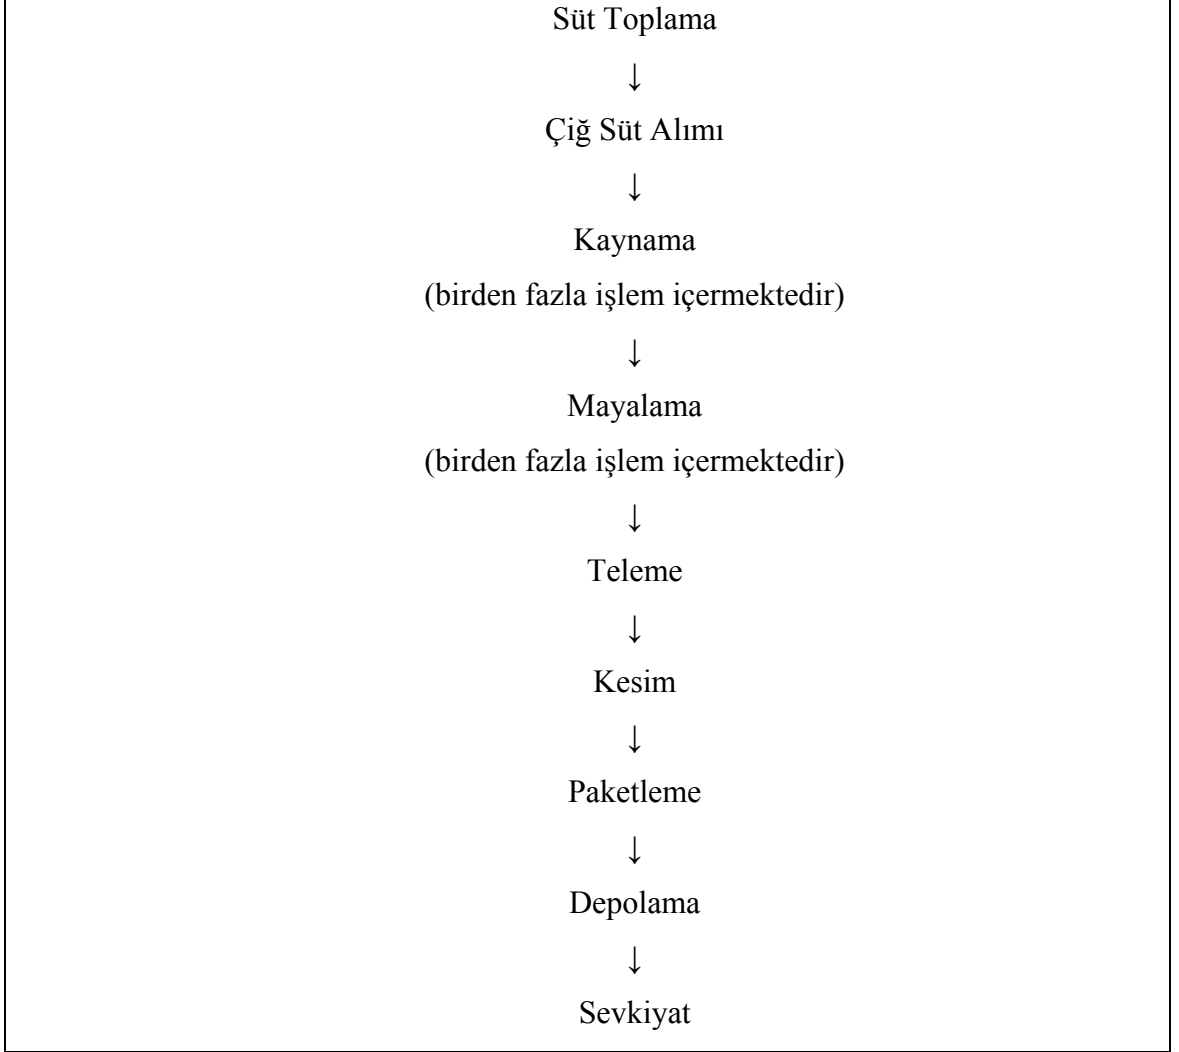 Süt Toplama
↓
Çiğ Süt Alımı
↓
Kaynama
(birden fazla işlem içermektedir)
↓
Mayalama
(birden fazla işlem içermektedir)
↓
Teleme
↓
Kesim
↓
Paketleme
↓
Depolama
↓
Sevkiyat